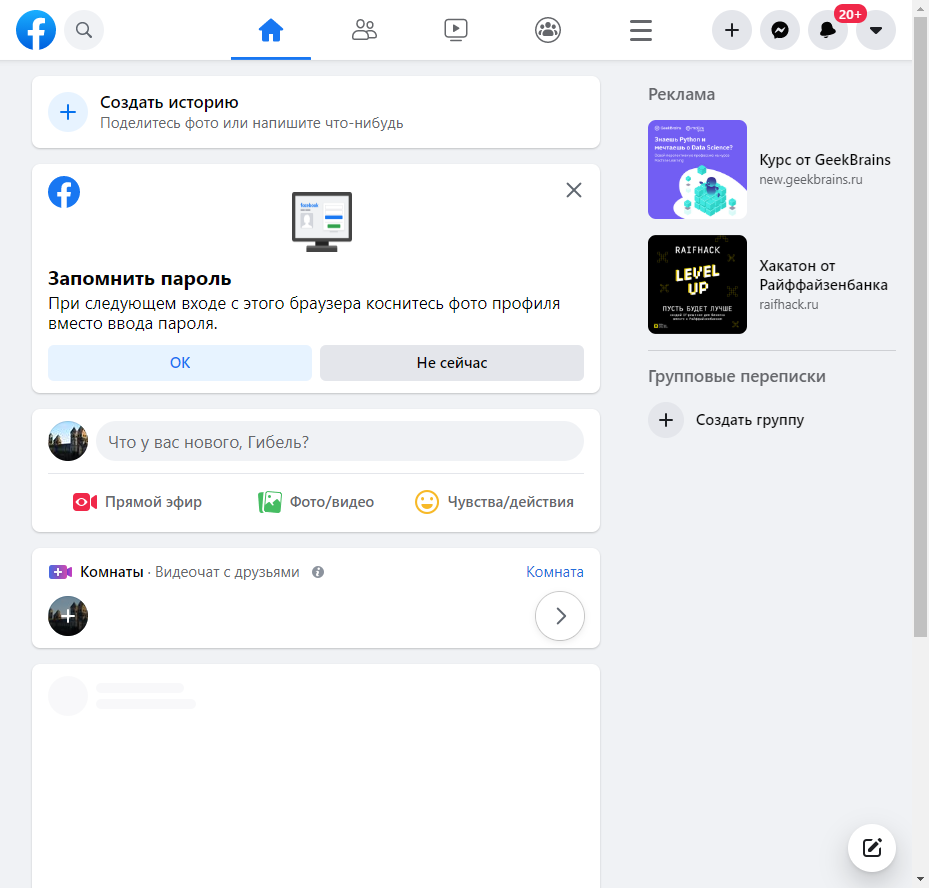 20+
Создать историю
Поделитесь фото или напишите что-нибудь
facebook
Запомнить пароль
При следующем входе с этого браузера коснитесь фото профиля
вместо ввода пароля.
ОК
Не сейчас
Что у вас нового, Гибель?
Прямой эфир
Фото/видео
Чувства/действия
Комнаты · Видеочат с друзьями
Комната
Реклама
GeekBrains
Знаешь Python и
мечтаешь о Data Science?
Курс от GeekBrains
new.geekbrains.ru
RAIFHACK
LEVEL
UP
ПУСТЬ БУДЕТ ЛУЧШЕ
Хакатон от
Райффайзенбанка
raifhack.ru
Групповые переписки
Создать группу